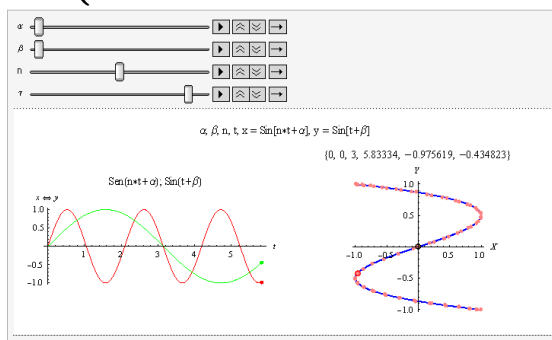 α
β
n
τ
α, β, n, t, x = Sin[n*t+α], y = Sin[t+β]
{0, 0, 3, 5.83334, −0.975619, −0.434823}
Sen(n*t+α); Sin(t+β)
x ⇔ y
1.0
0.5
−0.5
−1.0
1 2 3 4 5 t
Y
1.0
0.5
−1.0 −0.5 0.5 1.0 X
−0.5
−1.0